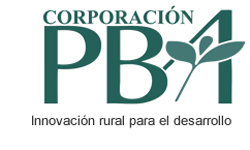 CORPORACIÓN
PBA
Innovación rural para el desarrollo